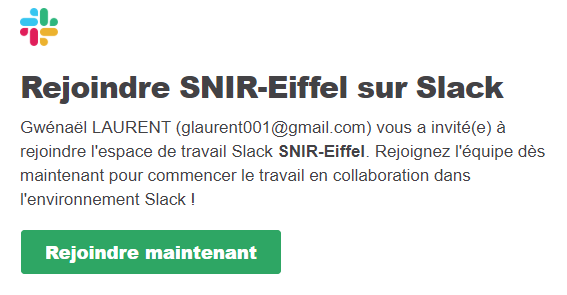 Rejoindre SNIR-Eiffel sur Slack
Gwénaël LAURENT (glaurent001@gmail.com) vous a invité(e) à
rejoindre l'espace de travail Slack SNIR-Eiffel. Rejoignez l'équipe dès
maintenant pour commencer le travail en collaboration dans
l'environnement Slack !
Rejoindre maintenant